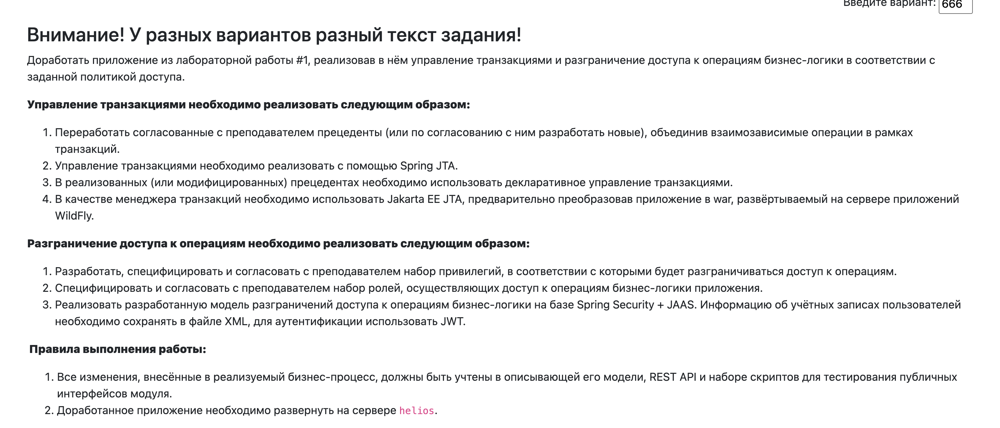 Введите вариант: 666
Внимание! У разных вариантов разный текст задания!
Доработать приложение из лабораторной работы #1, реализовав в нём управление транзакциями и разграничение доступа к операциям бизнес-логики в соответствии с
заданной политикой доступа.
Управление транзакциями необходимо реализовать следующим образом:
1. Переработать согласованные с преподавателем прецеденты (или по согласованию с ним разработать новые), объединив взаимозависимые операции в рамках
транзакций.
2. Управление транзакциями необходимо реализовать с помощью Spring JTA.
3. В реализованных (или модифицированных) прецедентах необходимо использовать декларативное управление транзакциями.
4. В качестве менеджера транзакций необходимо использовать Jakarta EE JTA, предварительно преобразовав приложение в war, развёртываемый на сервере приложений
WildFly.
Разграничение доступа к операциям необходимо реализовать следующим образом:
1. Разработать, специфицировать и согласовать с преподавателем набор привилегий, в соответствии с которыми будет разграничиваться доступ к операциям.
2. Специфицировать и согласовать с преподавателем набор ролей, осуществляющих доступ к операциям бизнес-логики приложения.
3. Реализовать разработанную модель разграничений доступа к операциям бизнес-логики на базе Spring Security + JAAS. Информацию об учётных записах пользователей
необходимо сохранять в файле XML, для аутентификации использовать JWT.
Правила выполнения работы:
1. Все изменения, внесённые в реализуемый бизнес-процесс, должны быть учтены в описывающей его модели, REST API и наборе скриптов для тестирования публичных
интерфейсов модуля.
2. Доработанное приложение необходимо развернуть на сервере helios.